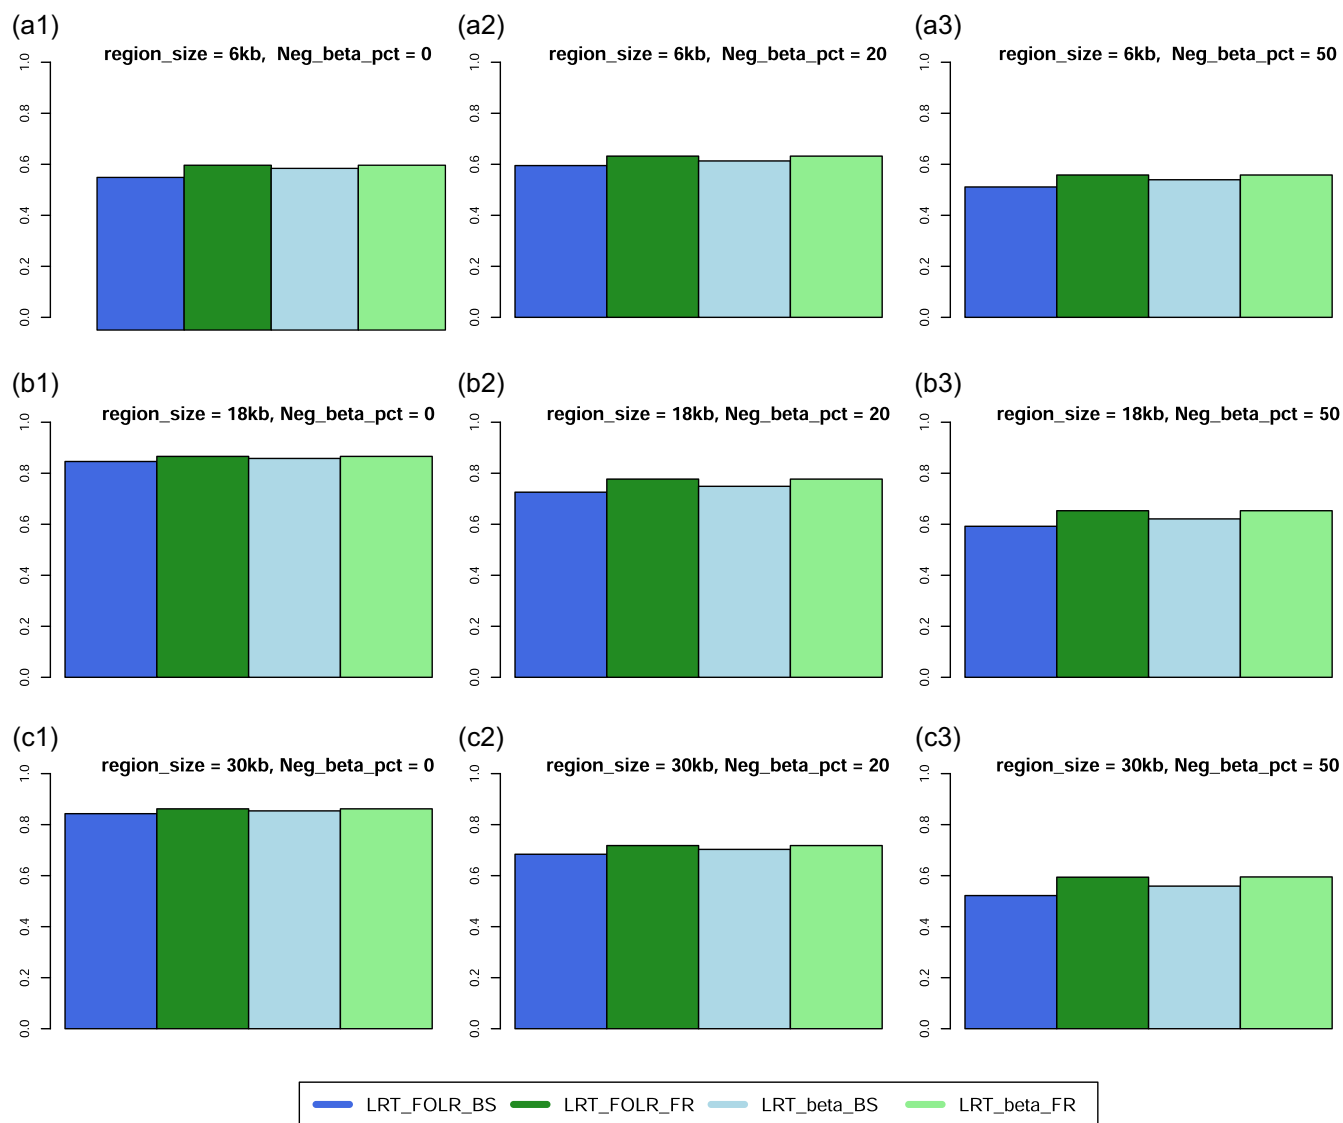 (a1) (a2) (a3)
region_size = 6kb, Neg_beta_pct = 0 region_size = 6kb, Neg_beta_pct = 20 region_size = 6kb, Neg_beta_pct = 50
1.0 1.0 1.0
0.8 0.8 0.8
0.6 0.6 0.6
0.4 0.4 0.4
0.2 0.2 0.2
0.0 0.0 0.0
(b1) (b2) (b3)
region_size = 18kb, Neg_beta_pct = 0 region_size = 18kb, Neg_beta_pct = 20 region_size = 18kb, Neg_beta_pct = 50
1.0 1.0 1.0
0.8 0.8 0.8
0.6 0.6 0.6
0.4 0.4 0.4
0.2 0.2 0.2
0.0 0.0 0.0
(c1) (c2) (c3)
region_size = 30kb, Neg_beta_pct = 0 region_size = 30kb, Neg_beta_pct = 20 region_size = 30kb, Neg_beta_pct = 50
1.0 1.0 1.0
0.8 0.8 0.8
0.6 0.6 0.6
0.4 0.4 0.4
0.2 0.2 0.2
0.0 0.0 0.0
LRT_FOLR_BS LRT_FOLR_FR LRT_beta_BS LRT_beta_FR